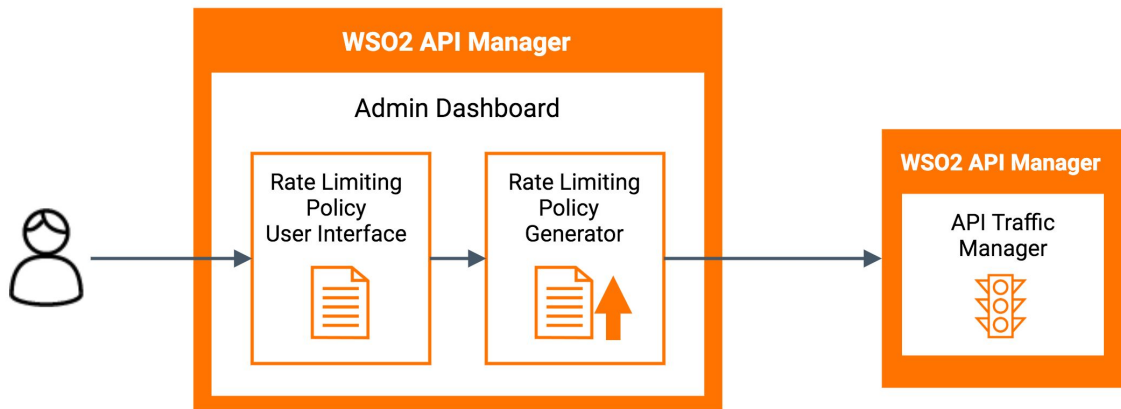 WSO2 API Manager
Admin Dashboard
Rate Limiting
Policy
User Interface
Rate Limiting
Policy
Generator
WSO2 API Manager
API Traffic
Manager